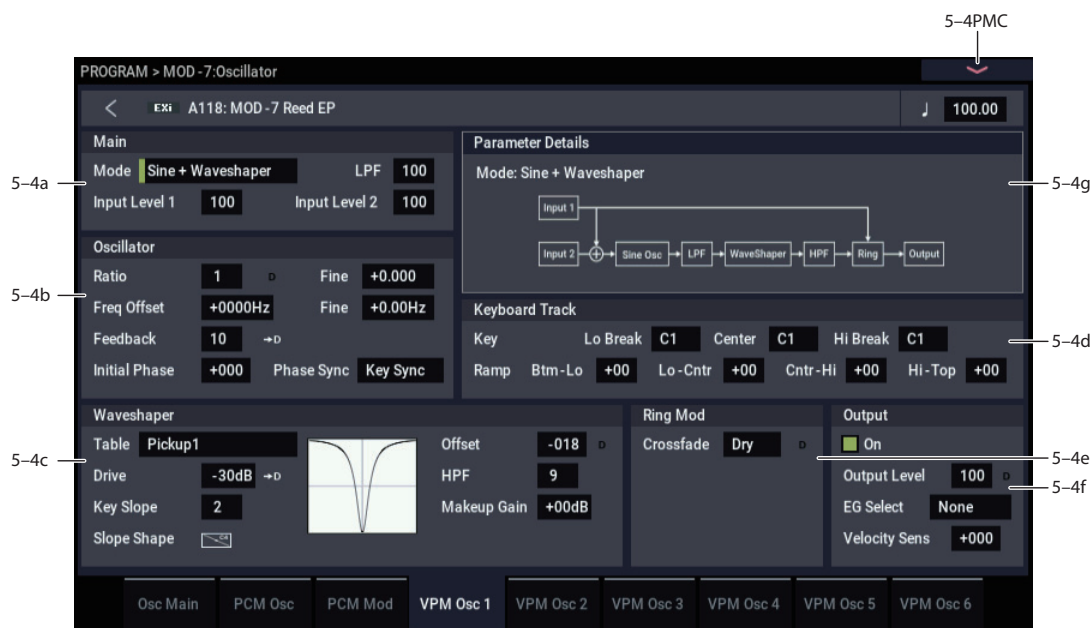 5–4PMC
PROGRAM > MOD-7:Oscillator
EXi A118: MOD-7 Reed EP
♩ 100.00
Main
Mode Sine + Waveshaper LPF 100
Input Level 1 100 Input Level 2 100
5–4a
Parameter Details
Mode: Sine + Waveshaper
Input 1
Input 2 + Sine Osc LPF WaveShaper HPF Ring Output
5–4g
Oscillator
Ratio 1 D Fine +0.000
Freq Offset +0000Hz Fine +0.00Hz
Feedback 10 →D
Initial Phase +000 Phase Sync Key Sync
5–4b
Keyboard Track
Key Lo Break C1 Center C1 Hi Break C1
Ramp Btm-Lo +00 Lo-Cntr +00 Cntr-Hi +00 Hi-Top +00
5–4d
Waveshaper
Table Pickup1
Drive -30dB →D
Key Slope 2
Slope Shape
Offset -018 D
HPF 9
Makeup Gain +00dB
5–4c
Ring Mod
Crossfade Dry D
5–4e
Output
On
Output Level 100 D
EG Select None
Velocity Sens +000
5–4f
Osc Main PCM Osc PCM Mod VPM Osc 1 VPM Osc 2 VPM Osc 3 VPM Osc 4 VPM Osc 5 VPM Osc 6